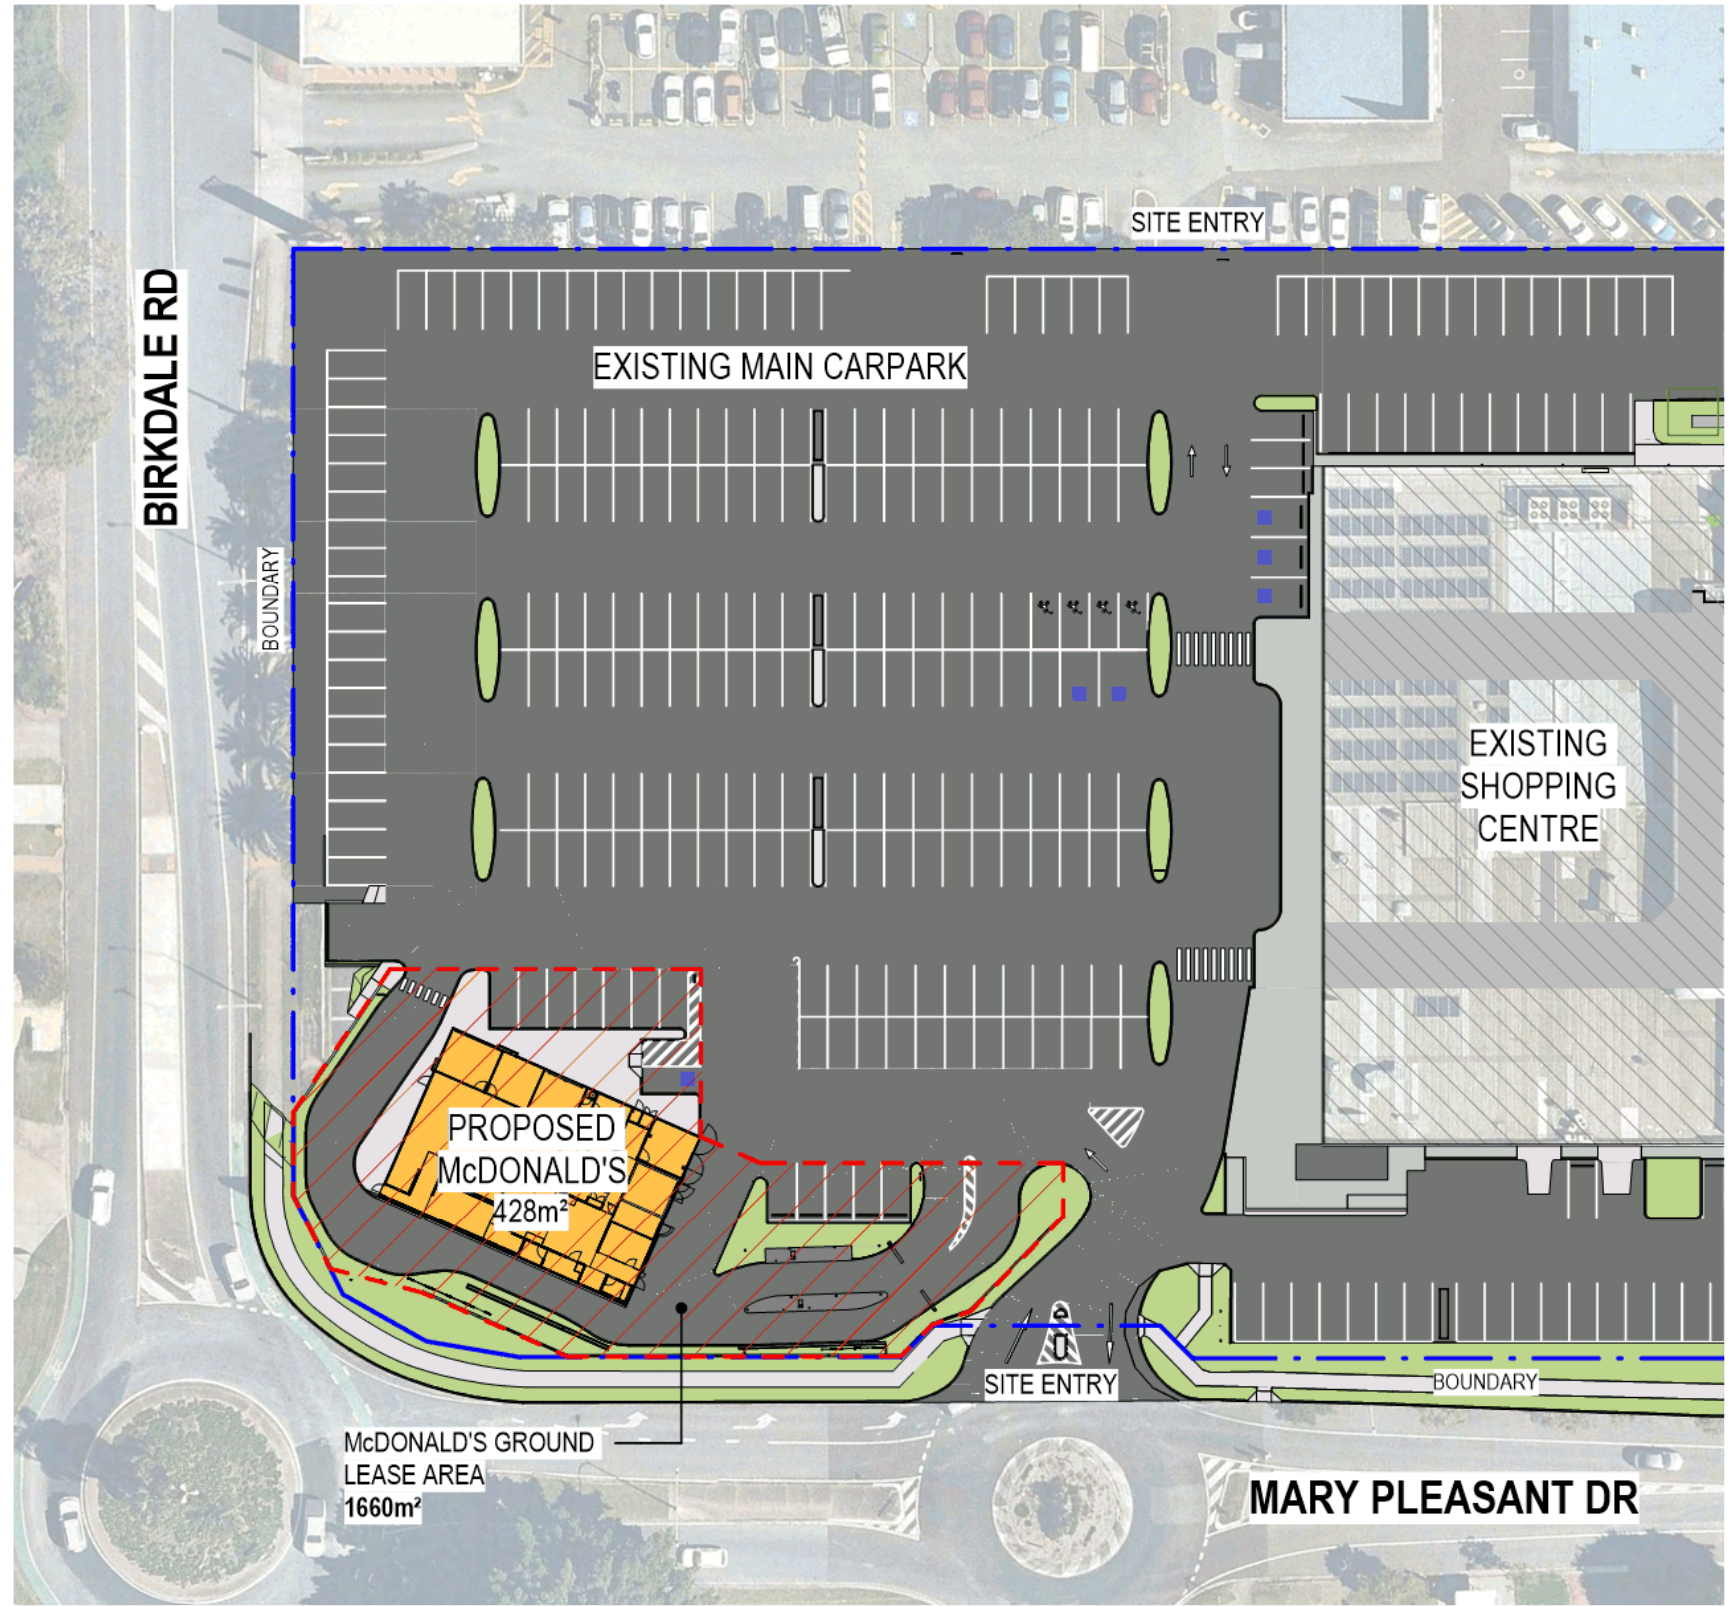 SITE ENTRY
BIRKDALE RD
EXISTING MAIN CARPARK
BOUNDARY
EXISTING
SHOPPING
CENTRE
PROPOSED
McDONALD'S
428m²
SITE ENTRY
BOUNDARY
McDONALD'S GROUND
LEASE AREA
1660m²
MARY PLEASANT DR